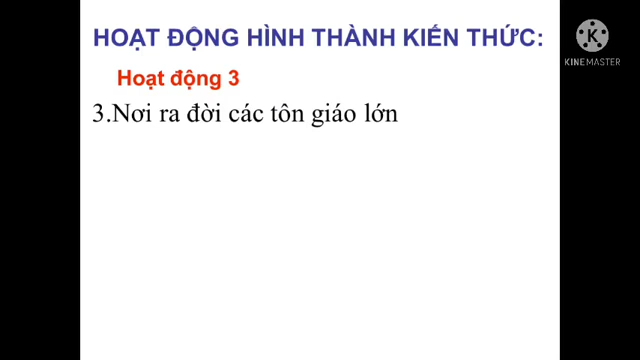 HOẠT ĐỘNG HÌNH THÀNH KIẾN THỨC:
Hoạt động 3
3.Nơi ra đời các tôn giáo lớn
K
KINEMASTER